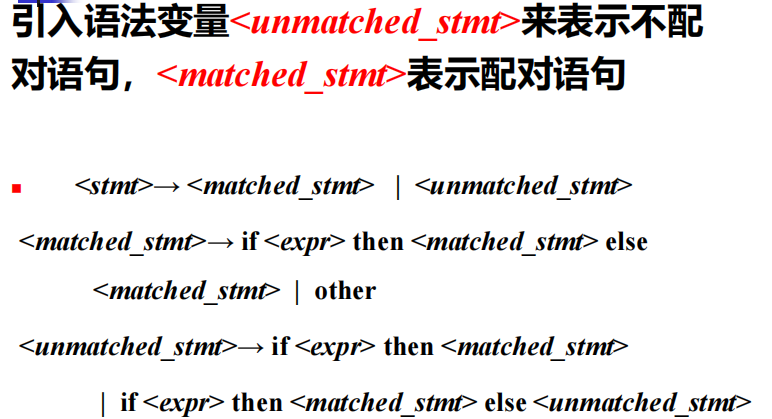 引入语法变量<unmatched_stmt>来表示不配
对语句，<matched_stmt>表示配对语句
<stmt>→ <matched_stmt> | <unmatched_stmt>
<matched_stmt>→ if <expr> then <matched_stmt> else
<matched_stmt> | other
<unmatched_stmt>→ if <expr> then <matched_stmt>
| if <expr> then <matched_stmt> else <unmatched_stmt>